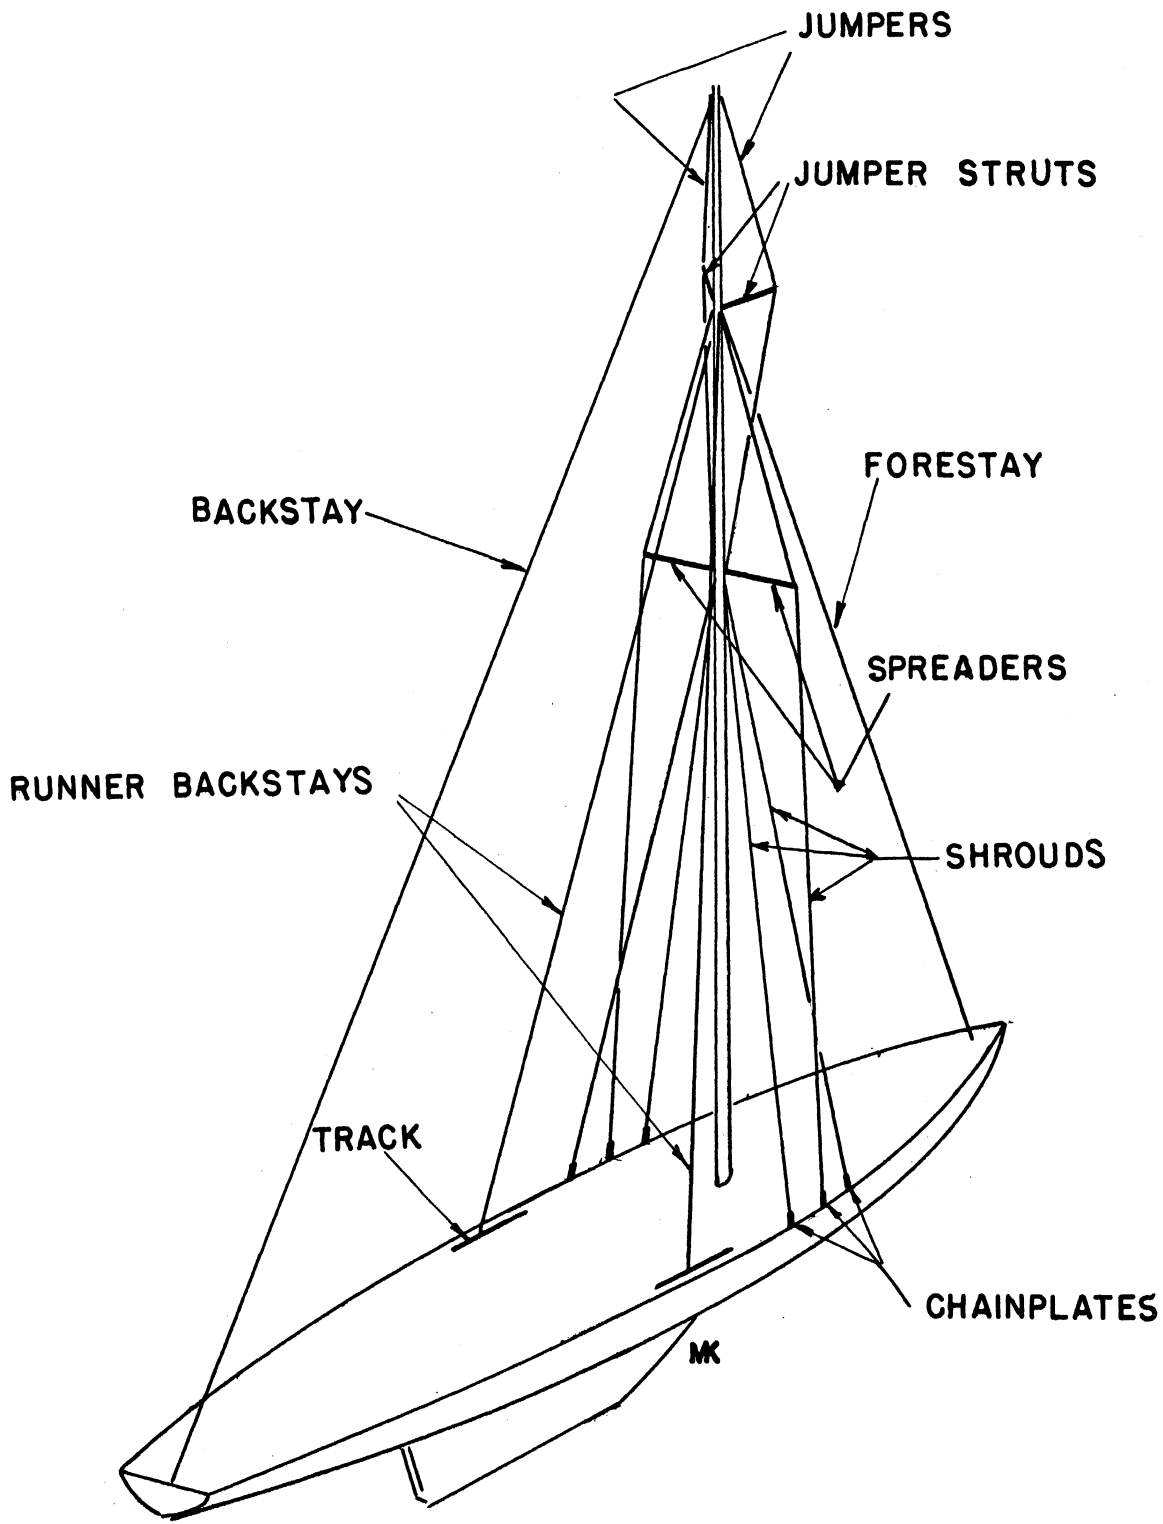 JUMPERS
JUMPER STRUTS
FORESTAY
BACKSTAY
SPREADERS
RUNNER BACKSTAYS
SHROUDS
TRACK
CHAINPLATES
MK